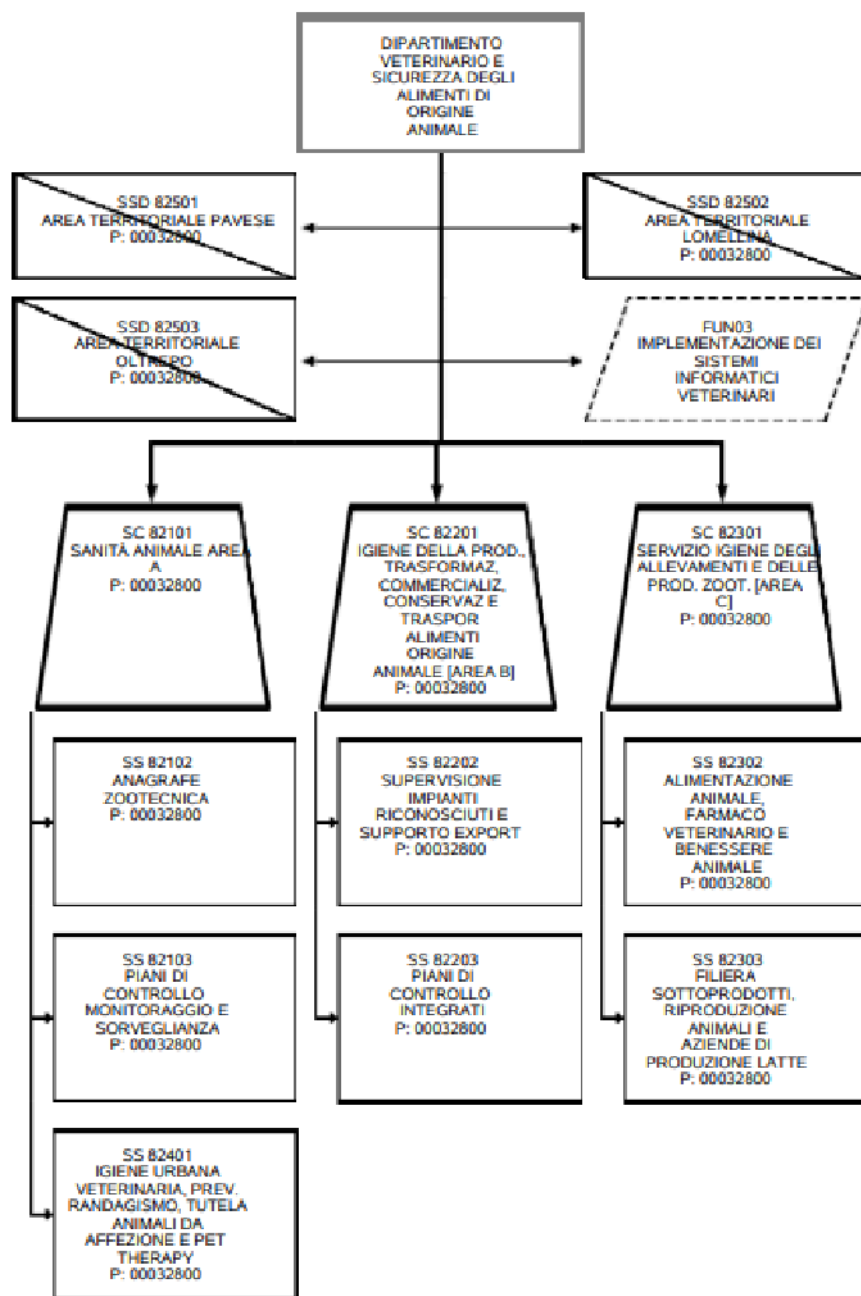 DIPARTIMENTO
VETERINARIO E
SICUREZZA DEGLI
ALIMENTI DI
ORIGINE
ANIMALE
SSD 82501
AREA TERRITORIALE PAVESE
P: 00032800
SSD 82502
AREA TERRITORIALE
LOMELLINA
P: 00032800
SSD 82503
AREA TERRITORIALE
OLTREPO
P: 00032800
FUN03
IMPLEMENTAZIONE DEI
SISTEMI
INFORMATICI
VETERINARI
SC 82101
SANITÀ ANIMALE AREA
A
P: 00032800
SC 82201
IGIENE DELLA PROD.,
TRASFORMAZ,
COMMERCIALIZ,
CONSERVAZ E
TRASPOR
ALIMENTI
ORIGINE
ANIMALE [AREA B]
P: 00032800
SC 82301
SERVIZIO IGIENE DEGLI
ALLEVAMENTI E DELLE
PROD. ZOOT. [AREA
C]
P: 00032800
SS 82102
ANAGRAFE
ZOOTECNICA
P: 00032800
SS 82202
SUPERVISIONE
IMPIANTI
RICONOSCIUTI E
SUPPORTO EXPORT
P: 00032800
SS 82302
ALIMENTAZIONE
ANIMALE,
FARMACO
VETERINARIO E
BENESSERE
ANIMALE
P: 00032800
SS 82103
PIANI DI
CONTROLLO
MONITORAGGIO E
SORVEGLIANZA
P: 00032800
SS 82203
PIANI DI
CONTROLLO
INTEGRATI
P: 00032800
SS 82303
FILIERA
SOTTOPRODOTTI,
RIPRODUZIONE
ANIMALI E
AZIENDE DI
PRODUZIONE LATTE
P: 00032800
SS 82401
IGIENE URBANA
VETERINARIA, PREV.
RANDAGISMO, TUTELA
ANIMALI DA
AFFEZIONE E PET
THERAPY
P: 00032800